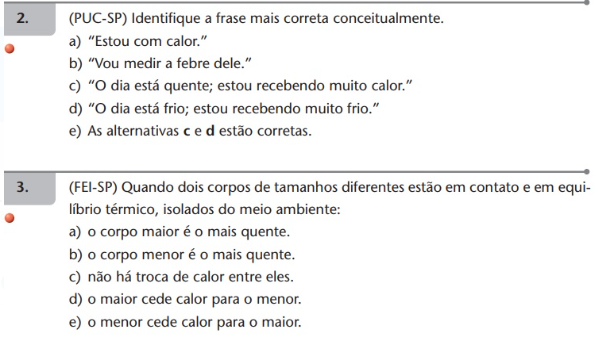 2. (PUC-SP) Identifique a frase mais correta conceitualmente.
a) “Estou com calor.”
b) “Vou medir a febre dele.”
c) “O dia está quente; estou recebendo muito calor.”
d) “O dia está frio; estou recebendo muito frio.”
e) As alternativas c e d estão corretas.
3. (FEI-SP) Quando dois corpos de tamanhos diferentes estão em contato e em equi-
líbrio térmico, isolados do meio ambiente:
a) o corpo maior é o mais quente.
b) o corpo menor é o mais quente.
c) não há troca de calor entre eles.
d) o maior cede calor para o menor.
e) o menor cede calor para o maior.